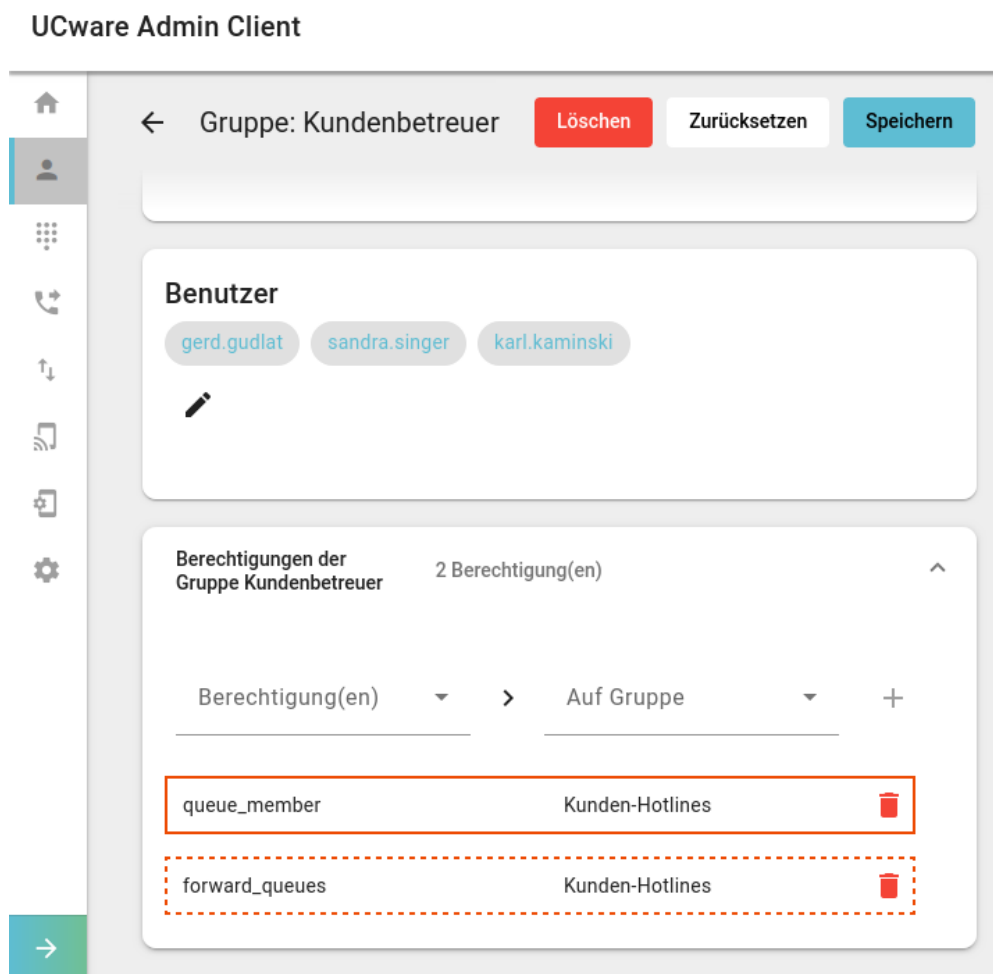 UCware Admin Client
Gruppe: Kundenbetreuer
Löschen
Zurücksetzen
Speichern
Benutzer
gerd.gudlat
sandra.singer
karl.kaminski
Berechtigungen der
Gruppe Kundenbetreuer
2 Berechtigung(en)
Berechtigung(en)
Auf Gruppe
queue_member
Kunden-Hotlines
forward_queues
Kunden-Hotlines